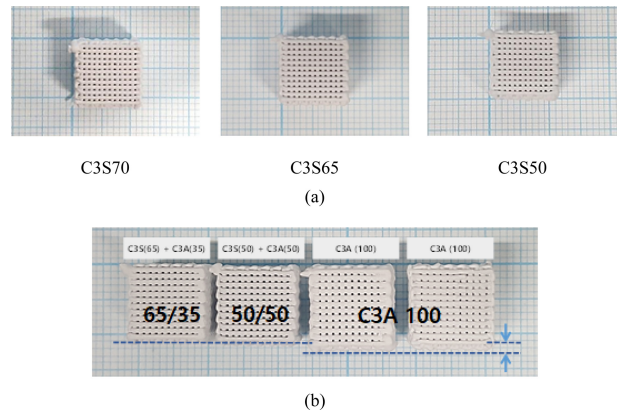 C3S70 C3S65 C3S50
(a)
C3S(65) + C3A(35) C3S(50) + C3A(50) C3A (100) C3A (100)
65/35 50/50 C3A 100
(b)